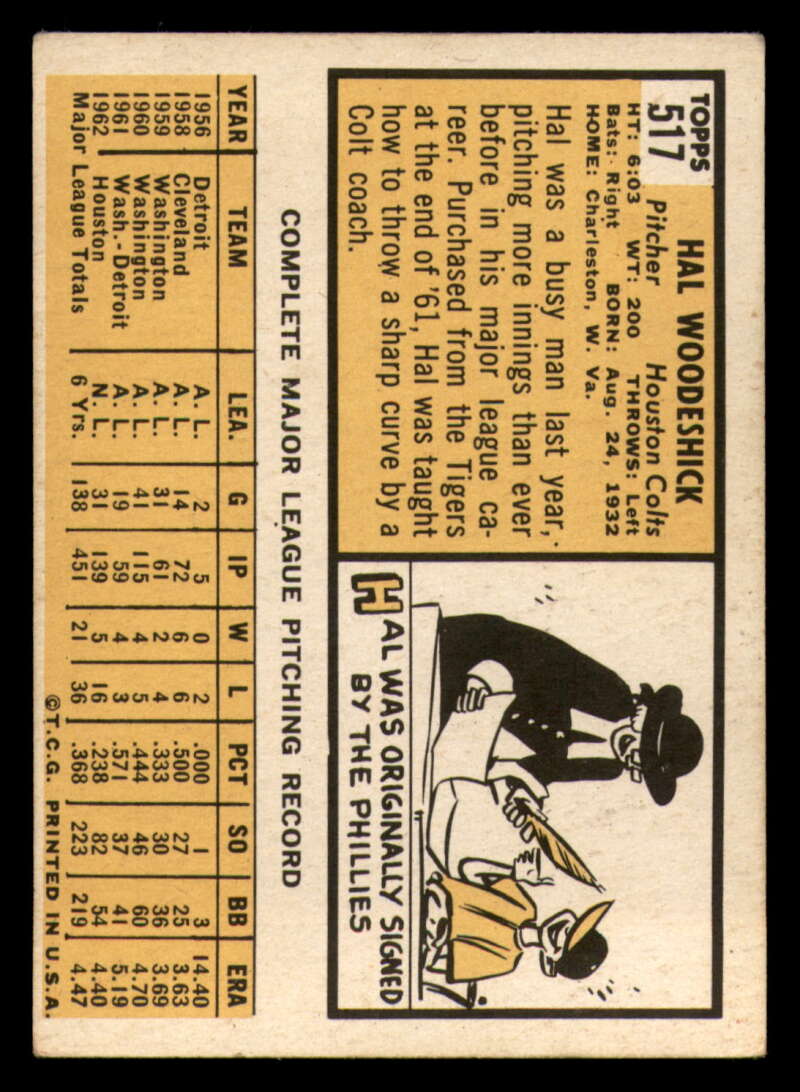 TOPPS
517
HAL WOODESHICK
Pitcher Houston Colts
HT: 6:03 WT: 200 THROWS: Left
Bats: Right BORN: Aug. 24, 1932
HOME: Charleston, W. Va.
Hal was a busy man last year,
pitching more innings than ever
before in his major league ca-
reer. Purchased from the Tigers
at the end of '61, Hal was taught
how to throw a sharp curve by a
Colt coach.
HAL WAS ORIGINALLY SIGNED
BY THE PHILLIES
COMPLETE MAJOR LEAGUE PITCHING RECORD
YEAR TEAM LEA. G IP W L PCT SO BB ERA
1956 Detroit A. L. 2 5 0 2 .000 1 3 14.40
1958 Cleveland A. L. 14 72 6 6 .500 27 25 3.63
1959 Washington A. L. 31 61 2 4 .333 30 36 3.69
1960 Washington A. L. 41 115 4 5 .444 46 60 4.70
1961 Wash.-Detroit A. L. 19 59 4 3 .571 37 41 5.19
1962 Houston N. L. 31 139 5 16 .238 82 54 4.40
Major League Totals 6 Yrs. 138 451 21 36 .368 223 219 4.47
©T.C.G. PRINTED IN U.S.A.